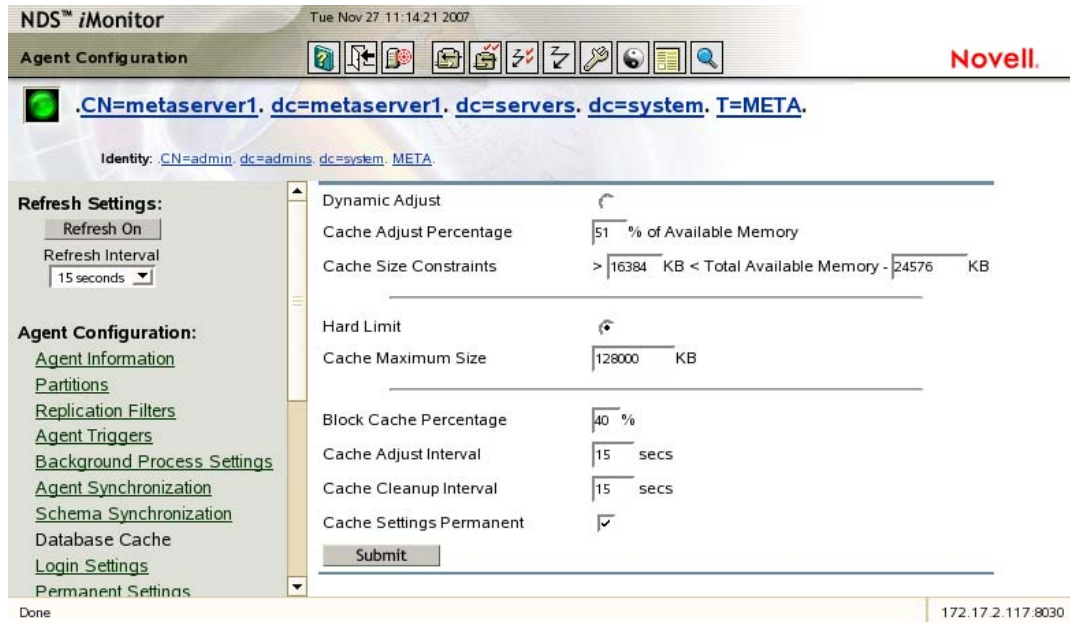 NDS™ iMonitor
Tue Nov 27 11:14:21 2007
Agent Configuration
Novell.
.CN=metaserver1. dc=metaserver1. dc=servers. dc=system. T=META.
Identity: .CN=admin. dc=admins. dc=system. META.
Refresh Settings:
Refresh On
Refresh Interval
15 seconds
Agent Configuration:
Agent Information
Partitions
Replication Filters
Agent Triggers
Background Process Settings
Agent Synchronization
Schema Synchronization
Database Cache
Login Settings
Permanent Settings
Dynamic Adjust
Cache Adjust Percentage 51 % of Available Memory
Cache Size Constraints > 16384 KB < Total Available Memory - 24576 KB
Hard Limit
Cache Maximum Size 128000 KB
Block Cache Percentage 40 %
Cache Adjust Interval 15 secs
Cache Cleanup Interval 15 secs
Cache Settings Permanent
Submit
Done
172.17.2.117:8030